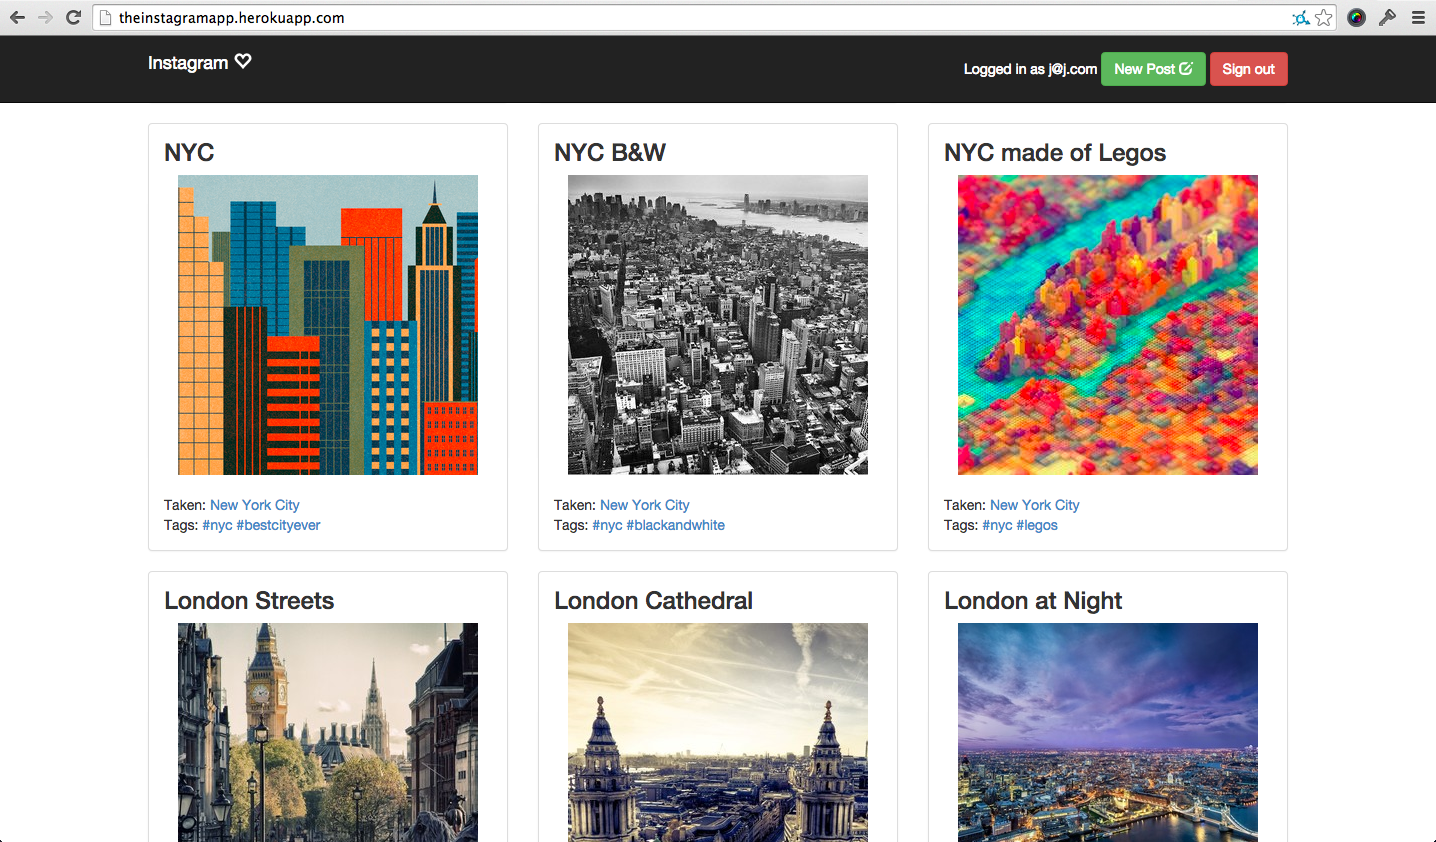 theinstagramapp.herokuapp.com
Instagram
Logged in as j@j.com New Post Sign out
NYC
Taken: New York City
Tags: #nyc #bestcityever
NYC B&W
Taken: New York City
Tags: #nyc #blackandwhite
NYC made of Legos
Taken: New York City
Tags: #nyc #legos
London Streets
London Cathedral
London at Night